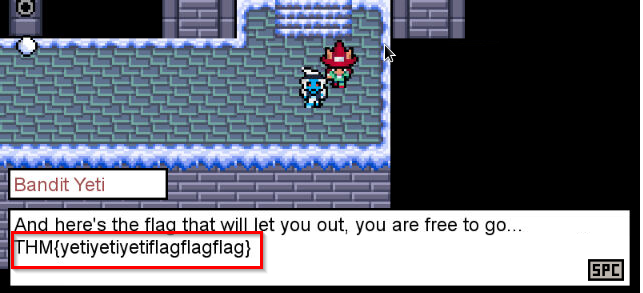 Bandit Yeti
And here's the flag that will let you out, you are free to go...
THM{yetiyetiyetiflagflagflag}
SPC